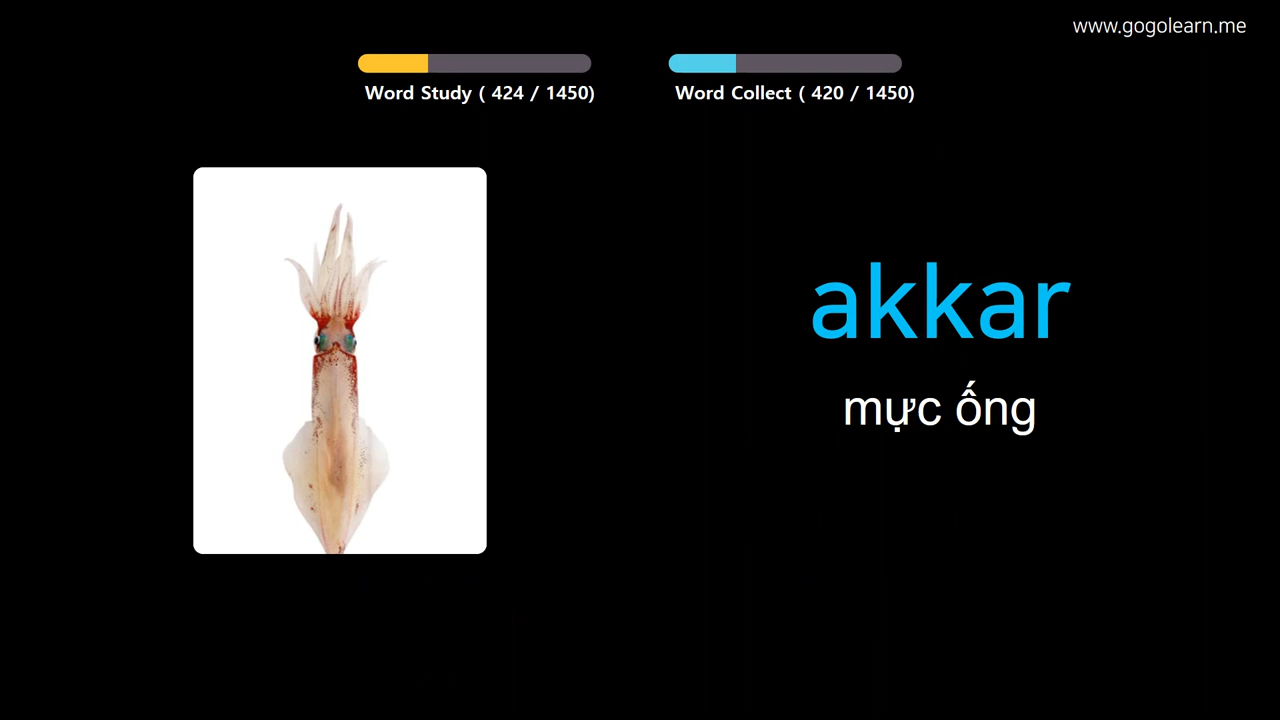 www.gogolearn.me
Word Study ( 424 / 1450)
Word Collect ( 420 / 1450)
akkar
mực ống